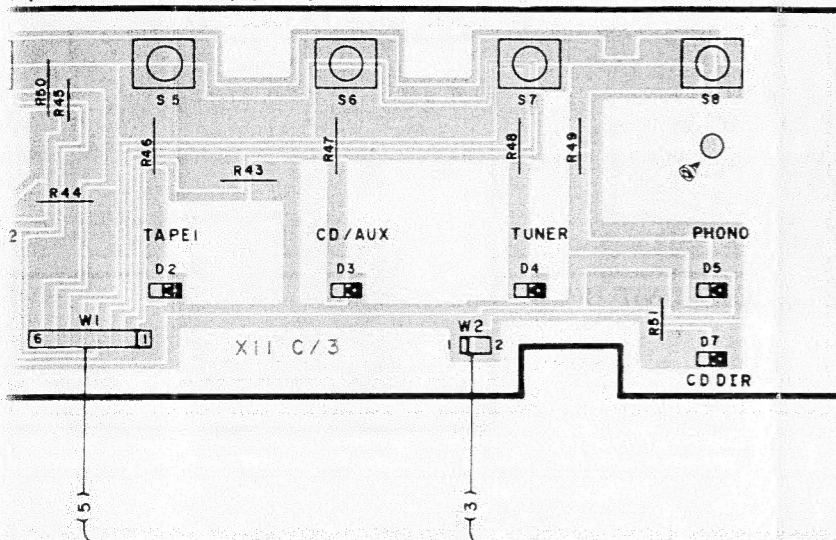 S5
S6
S7
S8
R50
R45
R46
R47
R48
R49
R43
R44
2
TAPE1
CD/AUX
TUNER
PHONO
D2
D3
D4
D5
R51
W1
6
1
X11 C/3
W2
1
2
D7
CD DIR
5
3